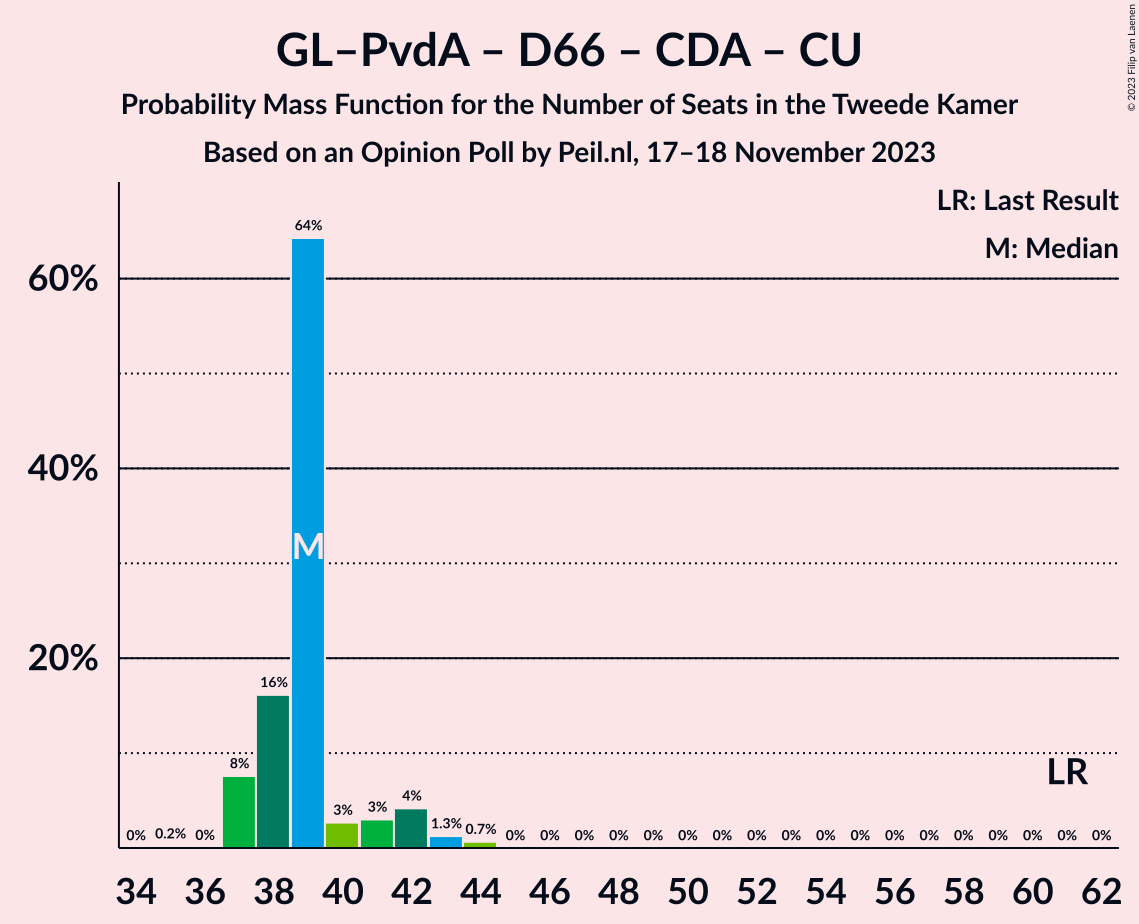 GL–PvdA – D66 – CDA – CU
Probability Mass Function for the Number of Seats in the Tweede Kamer
Based on an Opinion Poll by Peil.nl, 17–18 November 2023
© 2023 Filip van Laenen
LR: Last Result
M: Median
60%
40%
20%
64%
M
16%
8%
LR
0% 0.2% 0% 3% 3% 4% 1.3% 0.7% 0% 0% 0% 0% 0% 0% 0% 0% 0% 0% 0% 0% 0% 0% 0% 0% 0% 0%
34 36 38 40 42 44 46 48 50 52 54 56 58 60 62